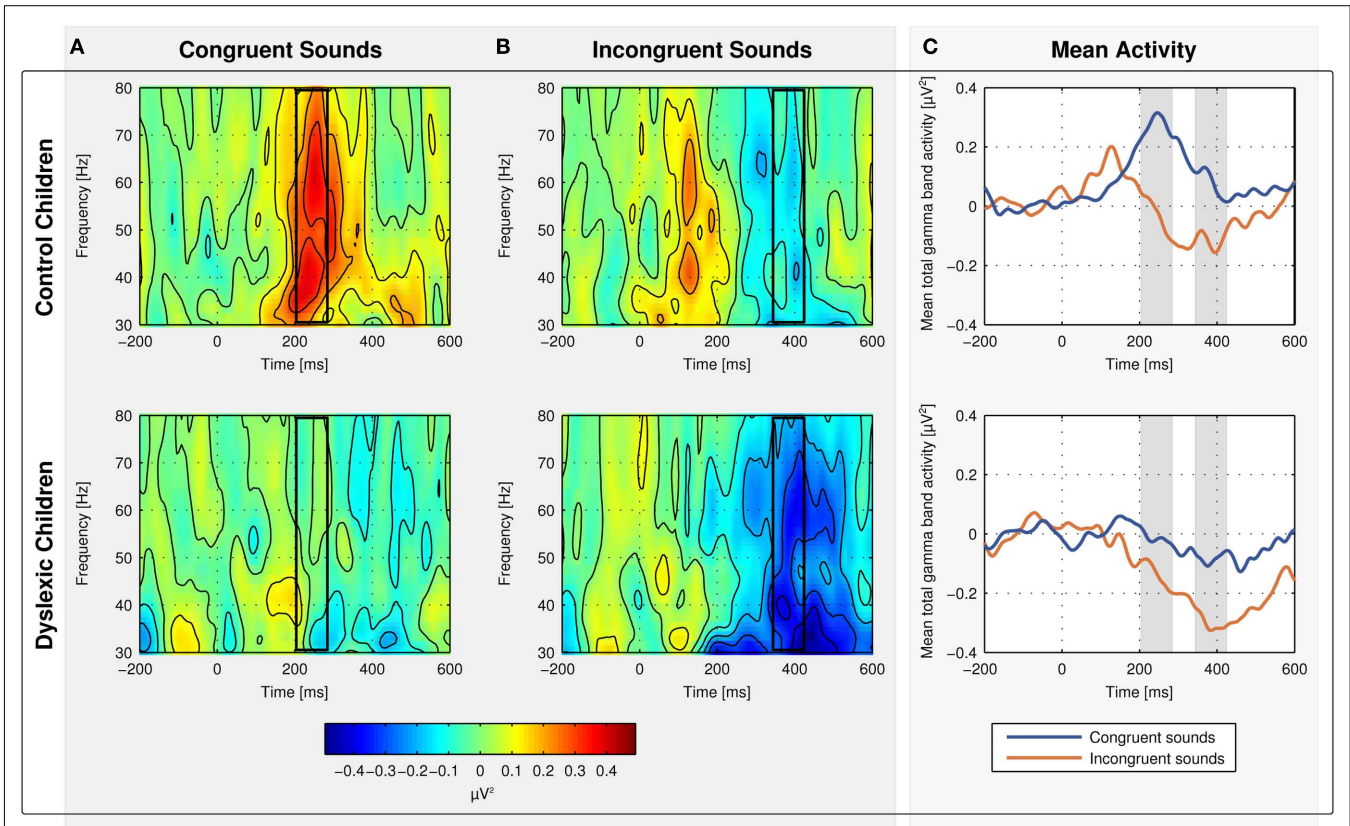 A Congruent Sounds
B Incongruent Sounds
C Mean Activity
Control Children
Frequency [Hz]
80
70
60
50
40
30
−200 0 200 400 600
Time [ms]
Frequency [Hz]
80
70
60
50
40
30
−200 0 200 400 600
Time [ms]
Mean total gamma band activity [µV²]
0.4
0.2
0
−0.2
−0.4
−200 0 200 400 600
Time [ms]
Dyslexic Children
Frequency [Hz]
80
70
60
50
40
30
−200 0 200 400 600
Time [ms]
Frequency [Hz]
80
70
60
50
40
30
−200 0 200 400 600
Time [ms]
Mean total gamma band activity [µV²]
0.4
0.2
0
−0.2
−0.4
−200 0 200 400 600
Time [ms]
−0.4 −0.3 −0.2 −0.1 0 0.1 0.2 0.3 0.4
µV²
Congruent sounds
Incongruent sounds